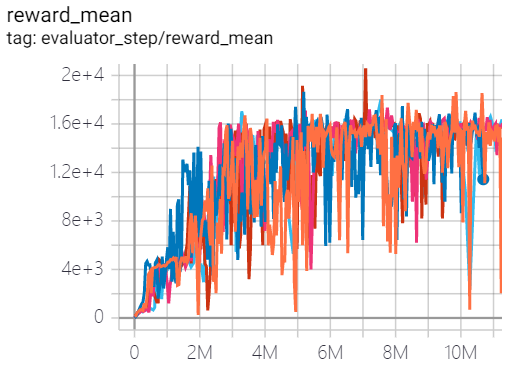 reward_mean
tag: evaluator_step/reward_mean
2e+4
1.6e+4
1.2e+4
8e+3
4e+3
0
0 2M 4M 6M 8M 10M